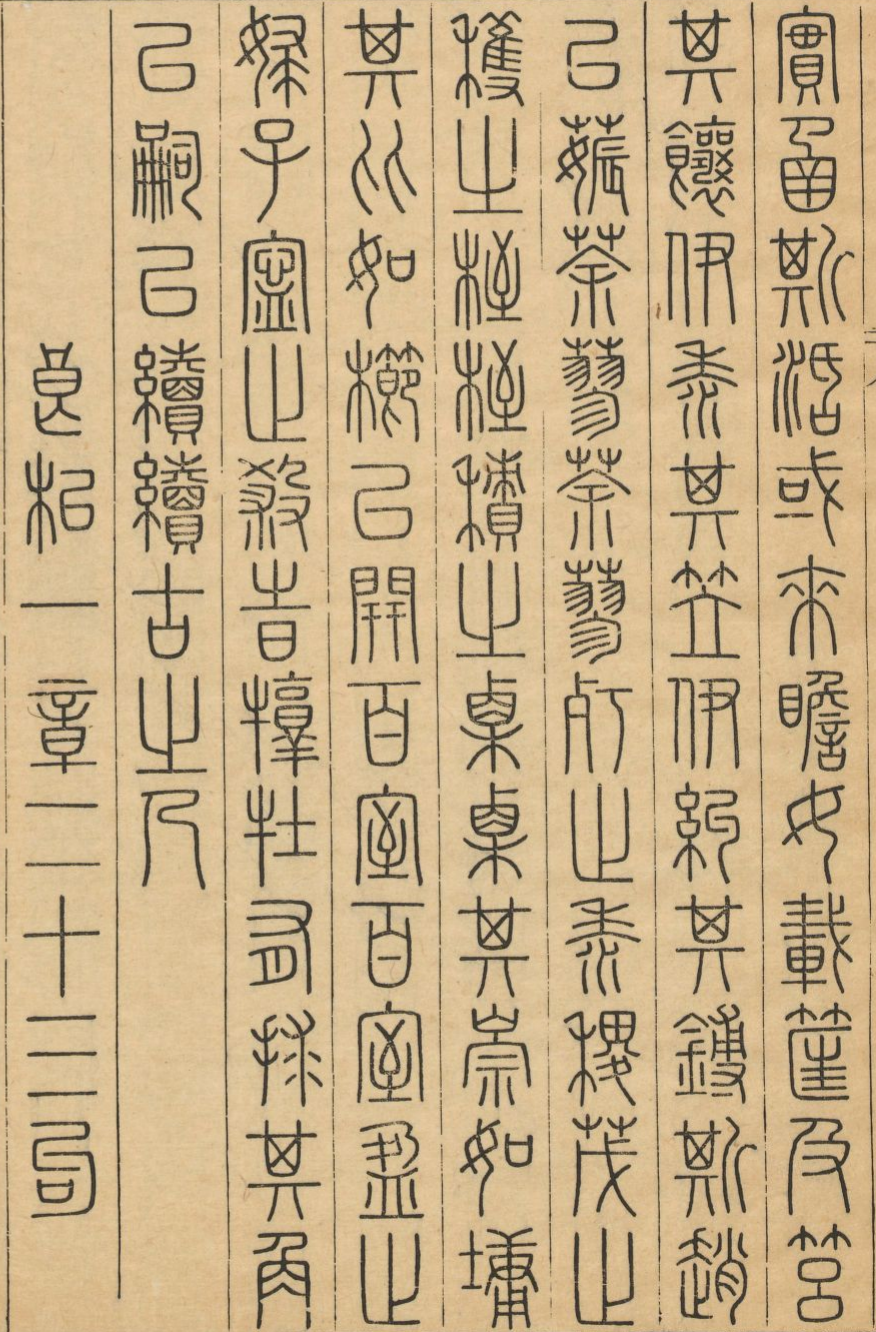 實函斯活或來瞻女載筐及筥
其饟伊黍其笠伊糾其鎛斯趙
以薅荼蓼荼蓼朽止黍稷茂止
穫之挃挃積之栗栗其崇如墉
其比如櫛以開百室百室盈止
婦子寧止殺時犉牡有捄其角
以嗣以續續古之人
良耜一章二十三句